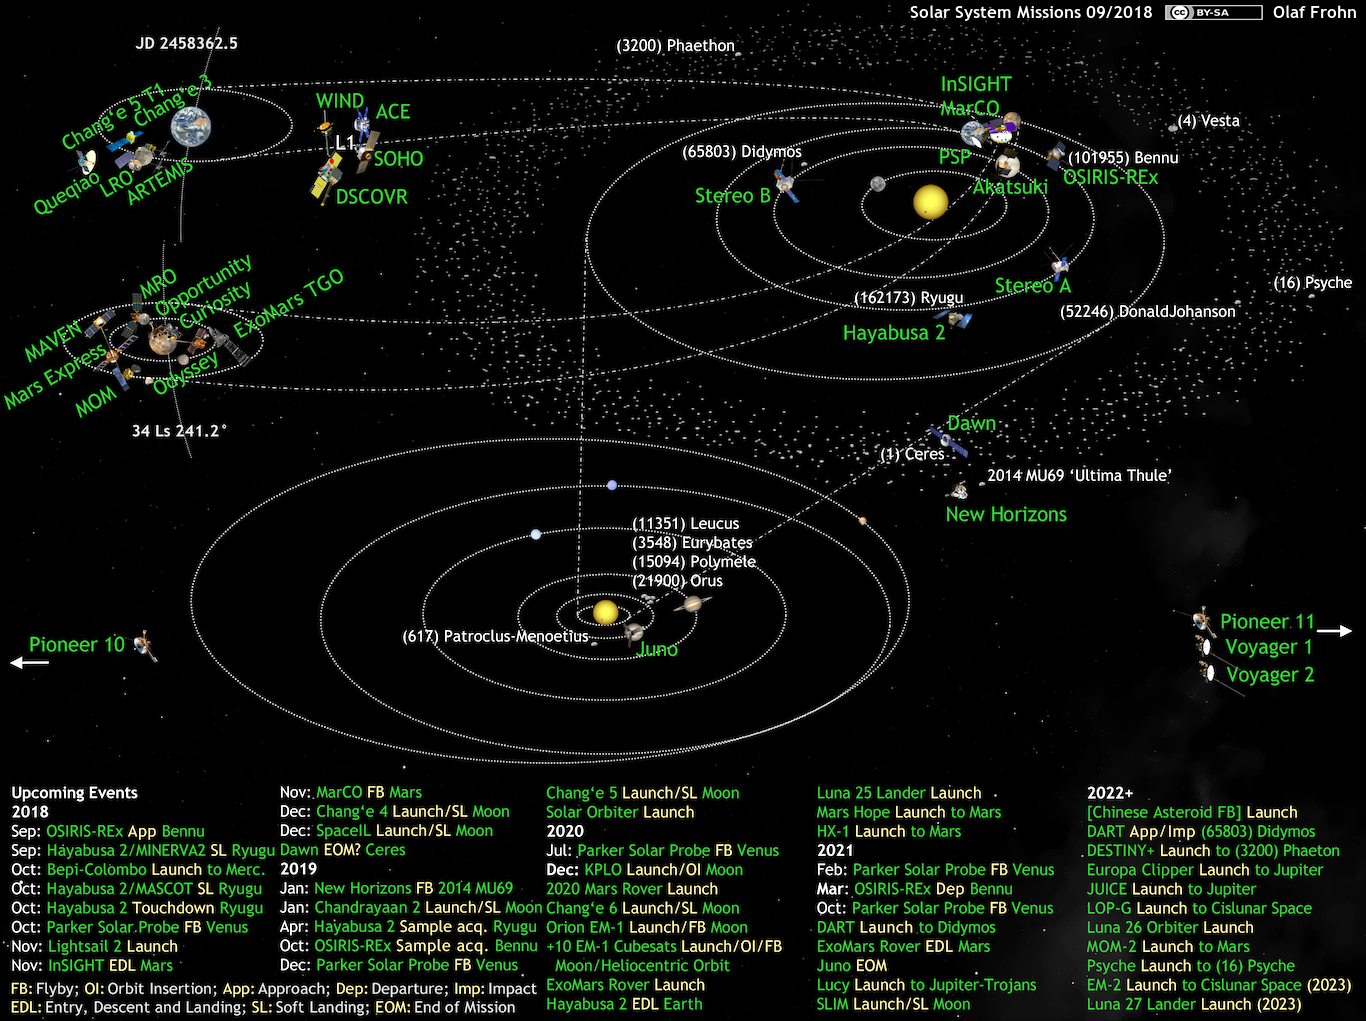 Solar System Missions 09/2018 cc BY-SA Olaf Frohn
JD 2458362.5
(3200) Phaethon
Chang‘e 5 T1
Chang‘e 3
Queqiao
LRO
ARTEMIS
WIND
ACE
L1
SOHO
DSCOVR
InSIGHT
MarCO
(4) Vesta
(65803) Didymos
PSP
(101955) Bennu
OSIRIS-REx
Akatsuki
Stereo B
Stereo A
(16) Psyche
(162173) Ryugu
Hayabusa 2
(52246) DonaldJohanson
MRO
Opportunity
Curiosity
ExoMars TGO
MAVEN
Mars Express
MOM
Odyssey
34 Ls 241.2°
Dawn
(1) Ceres
2014 MU69 ‘Ultima Thule’
New Horizons
(11351) Leucus
(3548) Eurybates
(15094) Polymele
(21900) Orus
(617) Patroclus-Menoetius
Juno
Pioneer 10
Pioneer 11
Voyager 1
Voyager 2
Upcoming Events
2018
Sep: OSIRIS-REx App Bennu
Sep: Hayabusa 2/MINERVA2 SL Ryugu
Oct: Bepi-Colombo Launch to Merc.
Oct: Hayabusa 2/MASCOT SL Ryugu
Oct: Hayabusa 2 Touchdown Ryugu
Oct: Parker Solar Probe FB Venus
Nov: Lightsail 2 Launch
Nov: InSIGHT EDL Mars
Nov: MarCO FB Mars
Dec: Chang‘e 4 Launch/SL Moon
Dec: SpaceIL Launch/SL Moon
Dawn EOM? Ceres
2019
Jan: New Horizons FB 2014 MU69
Jan: Chandrayaan 2 Launch/SL Moon
Apr: Hayabusa 2 Sample acq. Ryugu
Oct: OSIRIS-REx Sample acq. Bennu
Dec: Parker Solar Probe FB Venus
Chang‘e 5 Launch/SL Moon
Solar Orbiter Launch
2020
Jul: Parker Solar Probe FB Venus
Dec: KPLO Launch/OI Moon
2020 Mars Rover Launch
Chang‘e 6 Launch/SL Moon
Orion EM-1 Launch/FB Moon
+10 EM-1 Cubesats Launch/OI/FB
Moon/Heliocentric Orbit
ExoMars Rover Launch
Hayabusa 2 EDL Earth
Luna 25 Lander Launch
Mars Hope Launch to Mars
HX-1 Launch to Mars
2021
Feb: Parker Solar Probe FB Venus
Mar: OSIRIS-REx Dep Bennu
Oct: Parker Solar Probe FB Venus
DART Launch to Didymos
ExoMars Rover EDL Mars
Juno EOM
Lucy Launch to Jupiter-Trojans
SLIM Launch/SL Moon
2022+
[Chinese Asteroid FB] Launch
DART App/Imp (65803) Didymos
DESTINY+ Launch to (3200) Phaeton
Europa Clipper Launch to Jupiter
JUICE Launch to Jupiter
LOP-G Launch to Cislunar Space
Luna 26 Orbiter Launch
MOM-2 Launch to Mars
Psyche Launch to (16) Psyche
EM-2 Launch to Cislunar Space (2023)
Luna 27 Lander Launch (2023)
FB: Flyby; OI: Orbit Insertion; App: Approach; Dep: Departure; Imp: Impact
EDL: Entry, Descent and Landing; SL: Soft Landing; EOM: End of Mission